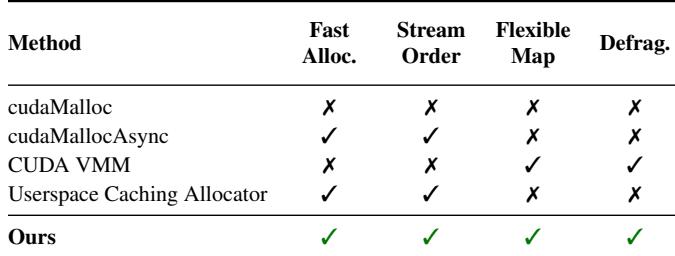 Method Fast Alloc. Stream Order Flexible Map Defrag.
cudaMalloc ✗ ✗ ✗ ✗
cudaMallocAsync ✓ ✓ ✗ ✗
CUDA VMM ✗ ✗ ✓ ✓
Userspace Caching Allocator ✓ ✓ ✗ ✗
Ours ✓ ✓ ✓ ✓